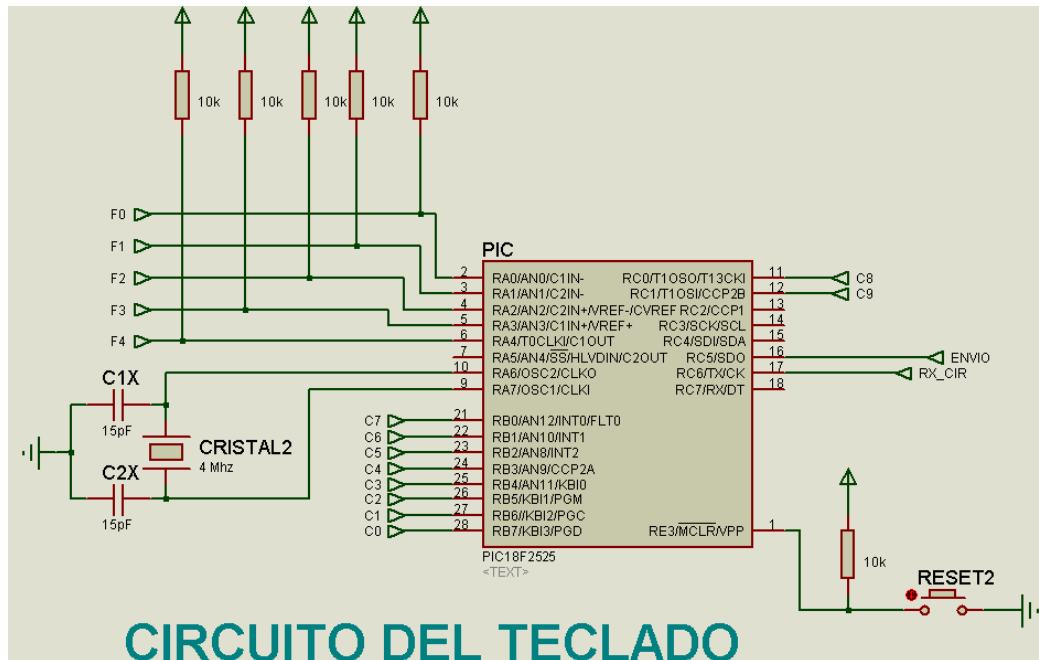 10k 10k 10k 10k 10k
F0
F1
F2
F3
F4
PIC
2 RA0/AN0/C1IN- RC0/T1OSO/T13CKI 11 C8
3 RA1/AN1/C2IN- RC1/T1OSI/CCP2B 12 C9
4 RA2/AN2/C2IN+/VREF-/CVREF RC2/CCP1 13
5 RA3/AN3/C1IN+/VREF+ RC3/SCK/SCL 14
6 RA4/T0CLKI/C1OUT RC4/SDI/SDA 15
7 RA5/AN4/SS/HLVDIN/C2OUT RC5/SDO 16 ENVIO
10 RA6/OSC2/CLKO RC6/TX/CK 17 RX_CIR
9 RA7/OSC1/CLKI RC7/RX/DT 18
C1X
15pF
CRISTAL2
4 Mhz
C2X
15pF
C7 21 RB0/AN12/INT0/FLT0
C6 22 RB1/AN10/INT1
C5 23 RB2/AN8/INT2
C4 24 RB3/AN9/CCP2A
C3 25 RB4/AN11/KBI0
C2 26 RB5/KBI1/PGM
C1 27 RB6//KBI2/PGC
C0 28 RB7/KBI3/PGD RE3/MCLR/VPP 1
PIC18F2525
<TEXT>
10k
RESET2
CIRCUITO DEL TECLADO